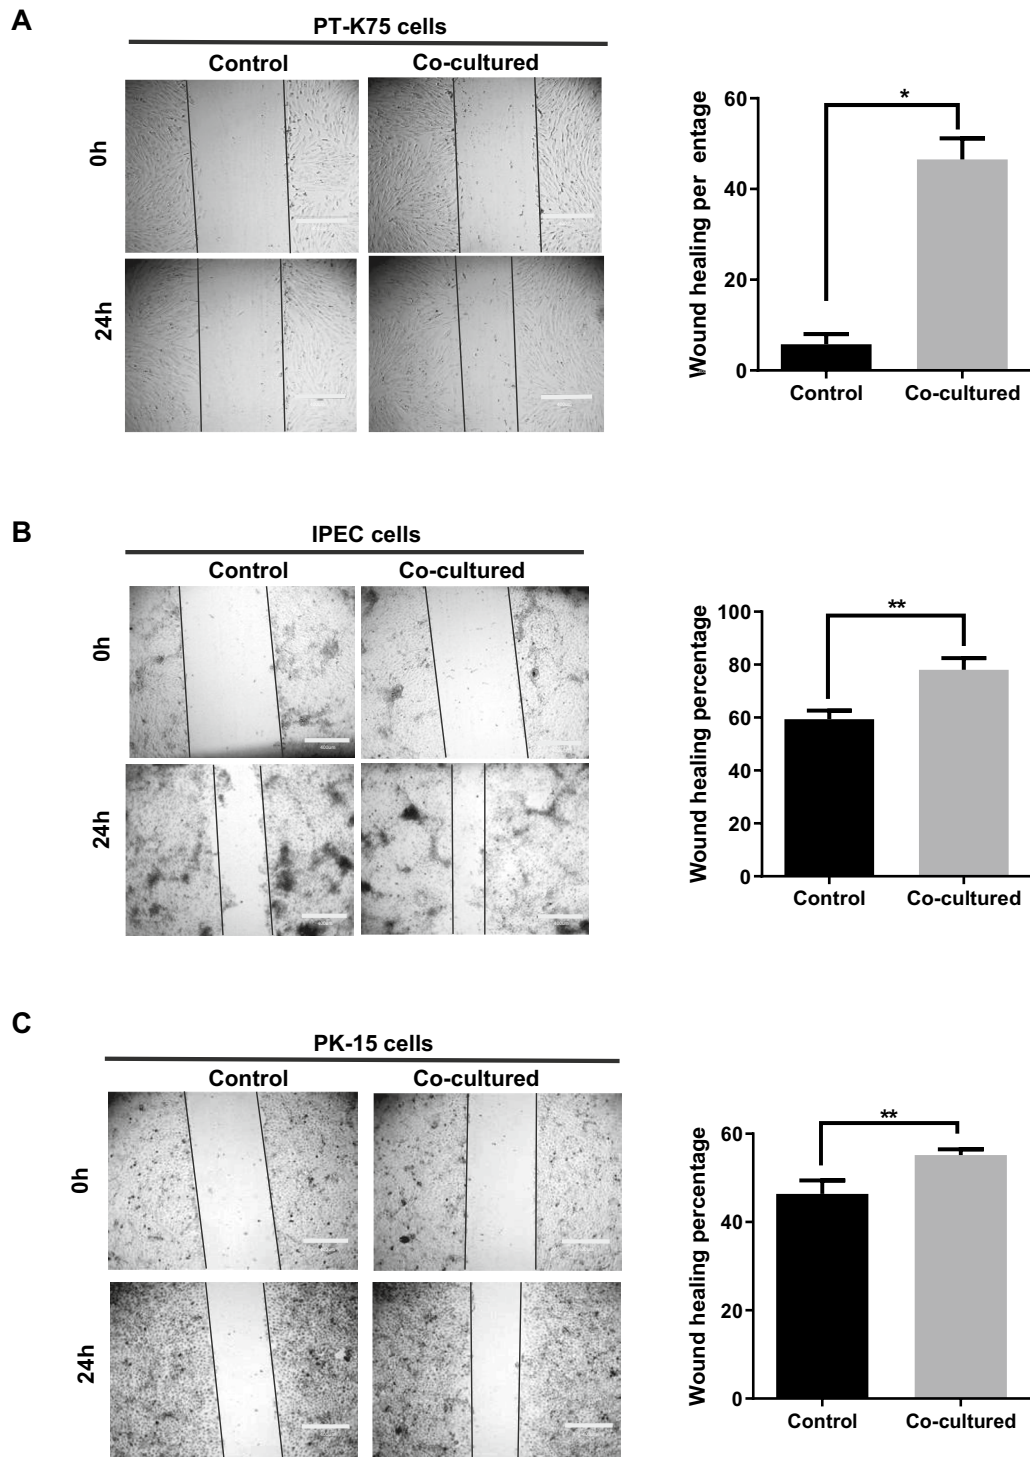 A
PT-K75 cells
Control
Co-cultured
0h
24h
Wound healing per entage
60
40
20
0
*
Control
Co-cultured
B
IPEC cells
Control
Co-cultured
0h
24h
Wound healing percentage
100
80
60
40
20
0
**
Control
Co-cultured
C
PK-15 cells
Control
Co-cultured
0h
24h
Wound healing percentage
60
40
20
0
**
Control
Co-cultured